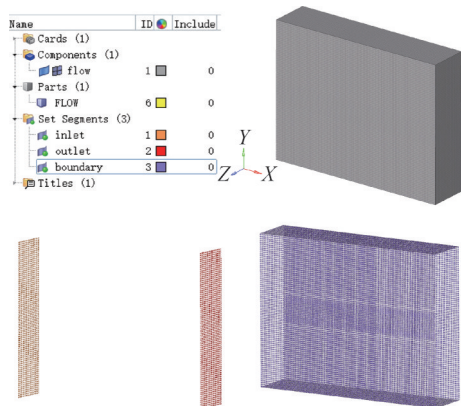 Name ID Include
Cards (1)
Components (1)
flow 1 0
Parts (1)
FLOW 6 0
Set Segments (3)
inlet 1 0
outlet 2 0
boundary 3 0
Titles (1)
Y
Z X